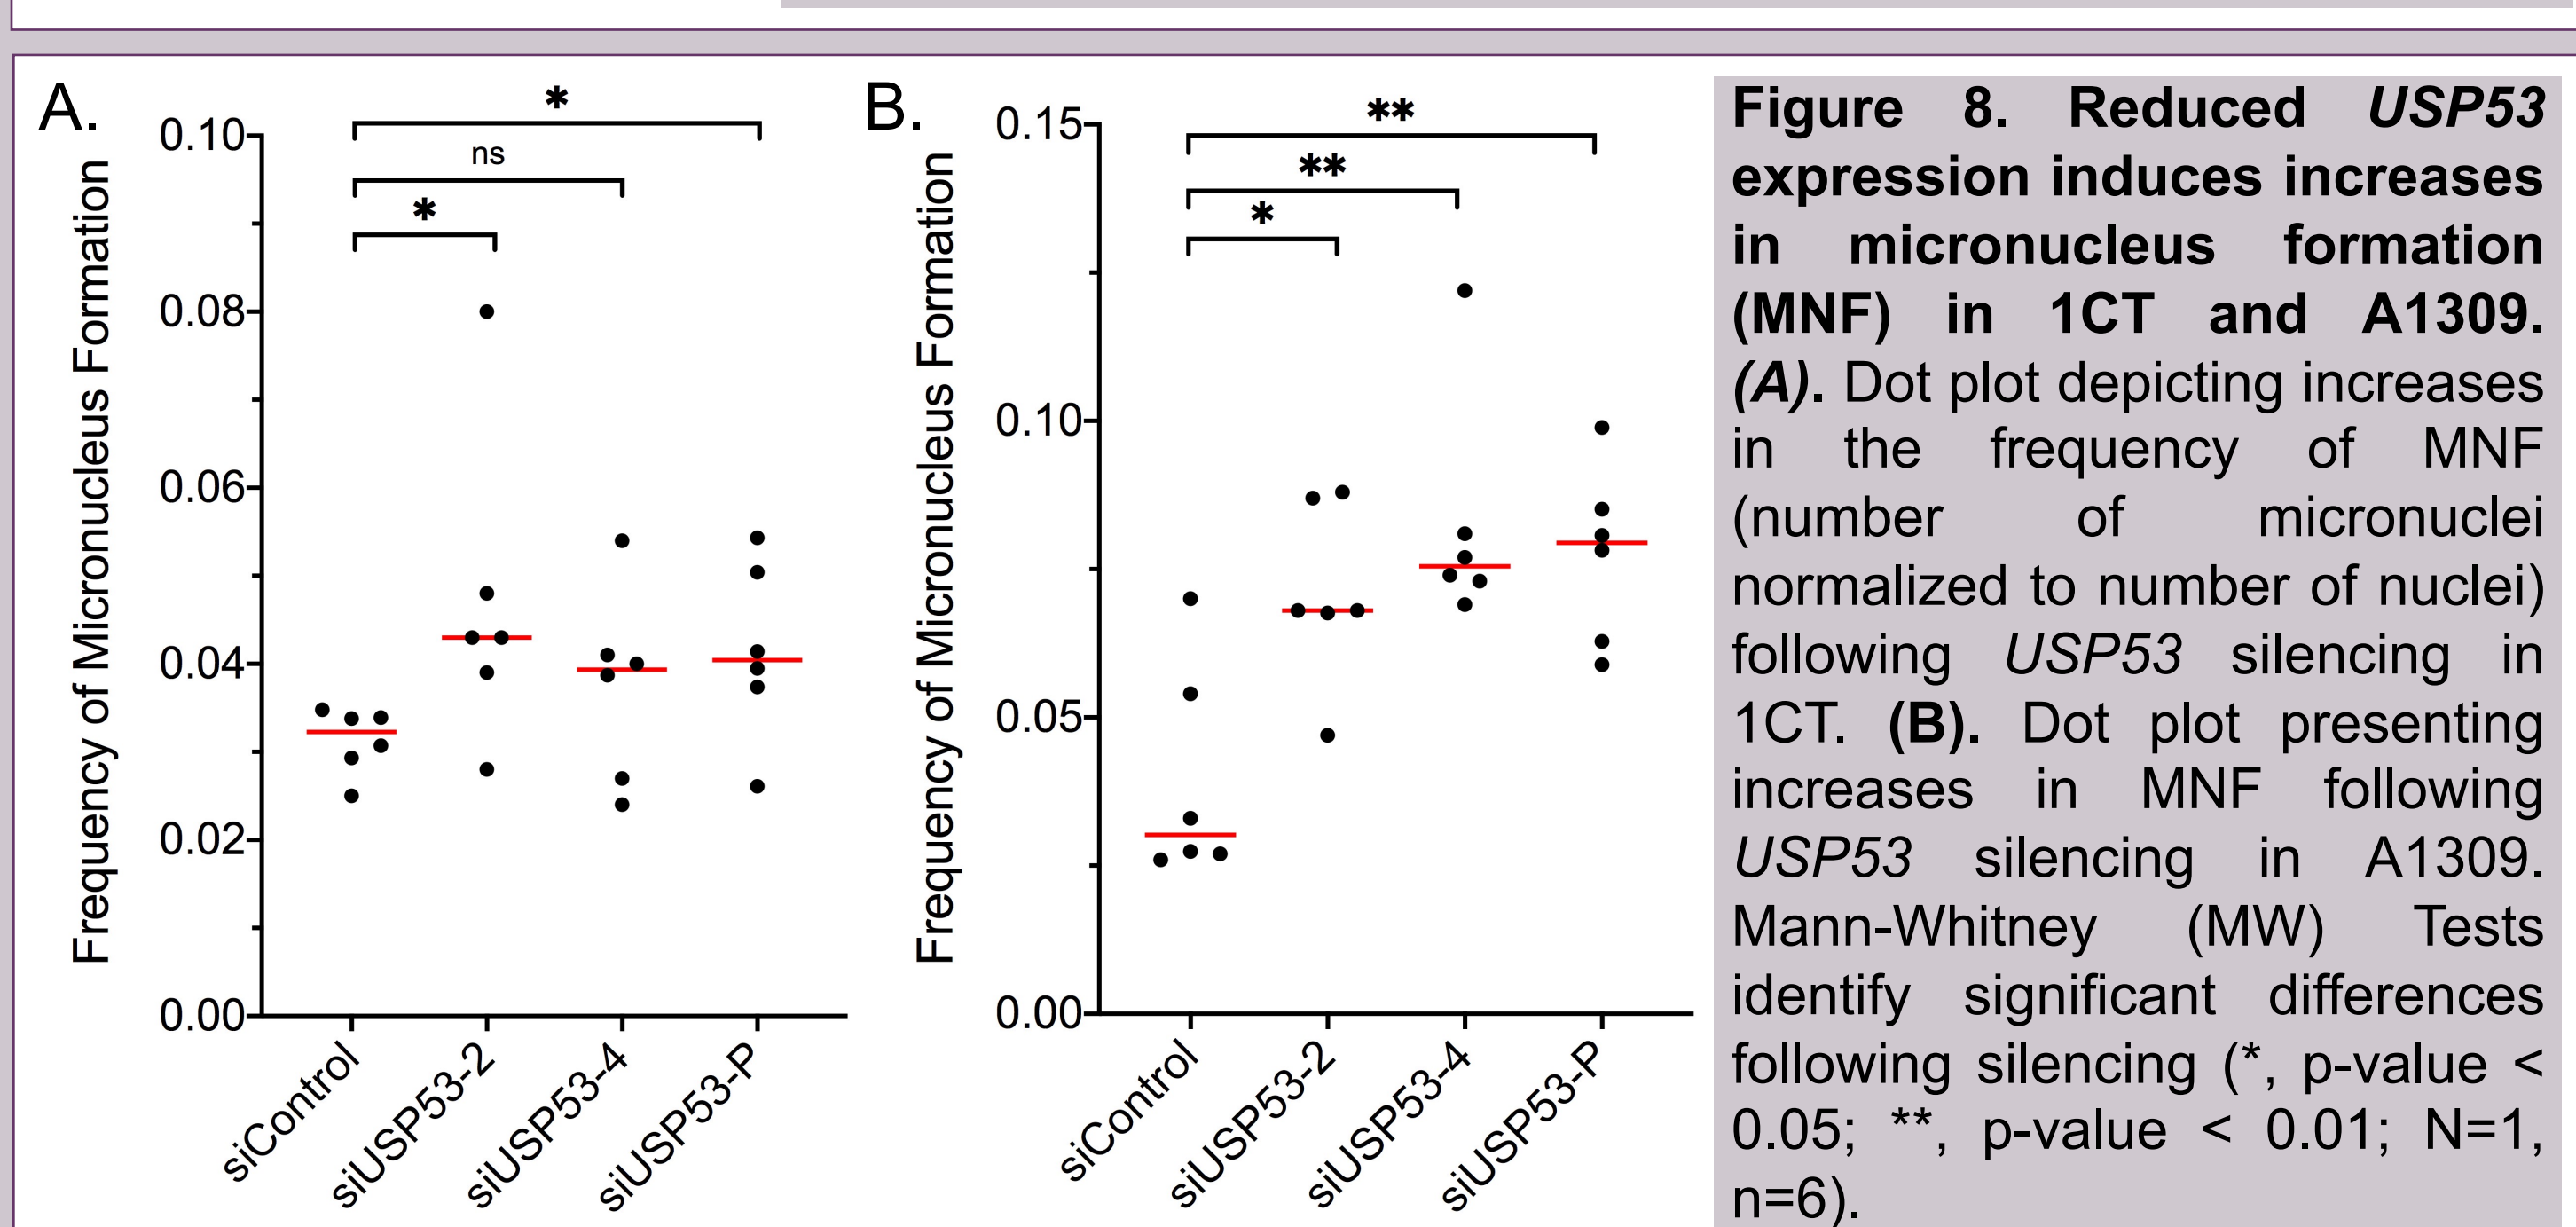 A.
Frequency of Micronucleus Formation
0.10
0.08
0.06
0.04
0.02
0.00
*
ns
*
siControl
siUSP53-2
siUSP53-4
siUSP53-P
B.
Frequency of Micronucleus Formation
0.15
0.10
0.05
0.00
**
**
*
siControl
siUSP53-2
siUSP53-4
siUSP53-P
Figure 8. Reduced USP53
expression induces increases
in micronucleus formation
(MNF) in 1CT and A1309.
(A). Dot plot depicting increases
in the frequency of MNF
(number of micronuclei
normalized to number of nuclei)
following USP53 silencing in
1CT. (B). Dot plot presenting
increases in MNF following
USP53 silencing in A1309.
Mann-Whitney (MW) Tests
identify significant differences
following silencing (*, p-value <
0.05; **, p-value < 0.01; N=1,
n=6).